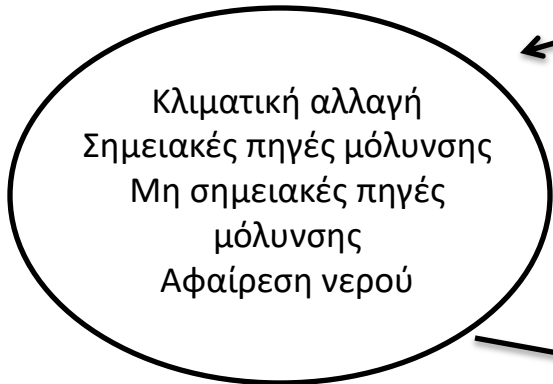 Κλιματική αλλαγή
Σημειακές πηγές μόλυνσης
Μη σημειακές πηγές
μόλυνσης
Αφαίρεση νερού